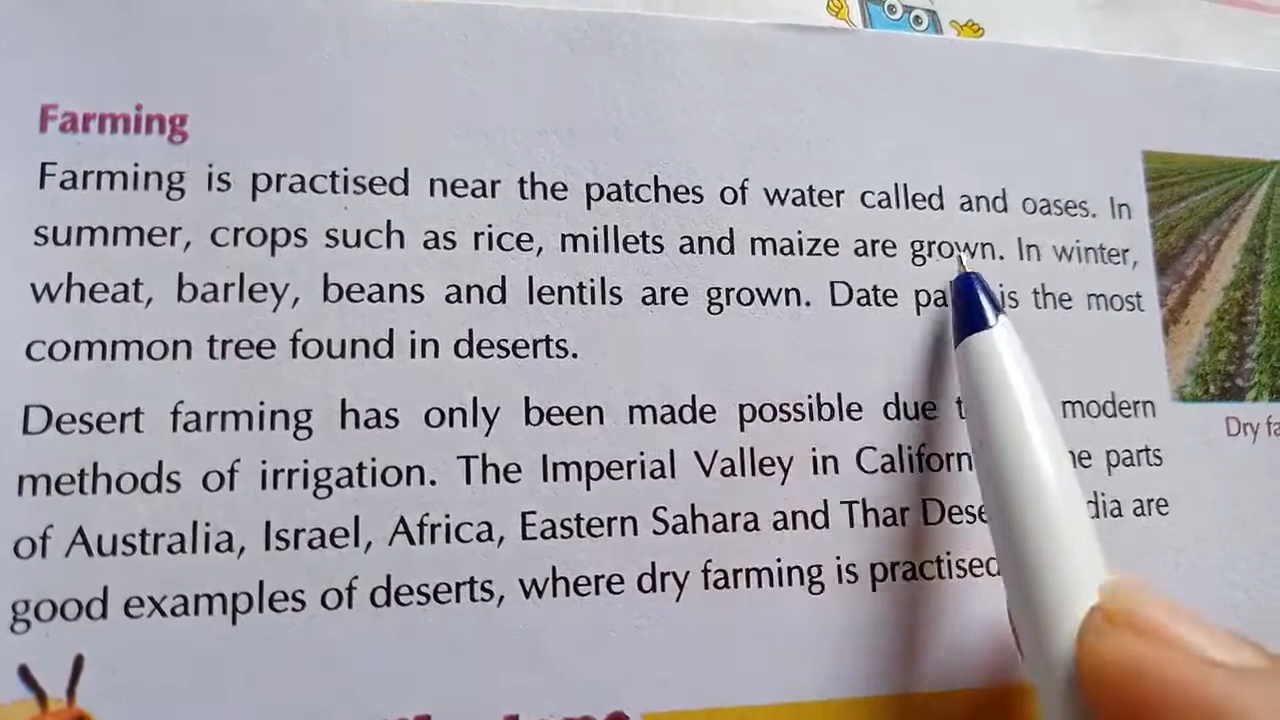 Farming
Farming is practised near the patches of water called and oases. In
summer, crops such as rice, millets and maize are grown. In winter,
wheat, barley, beans and lentils are grown. Date is the most
common tree found in deserts.
Desert farming has only been made possible due modern
methods of irrigation. The Imperial Valley in parts
of Australia, Israel, Africa, Eastern Sahara and Thar are
good examples of deserts, where dry farming is practised
Dry